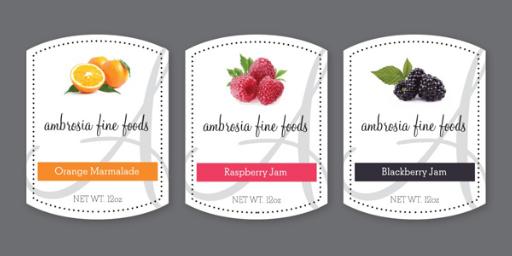 ambrosia fine foods
Orange Marmalade
NET WT. 12oz
ambrosia fine foods
Raspberry Jam
NET WT. 12oz
ambrosia fine foods
Blackberry Jam
NET WT. 12oz